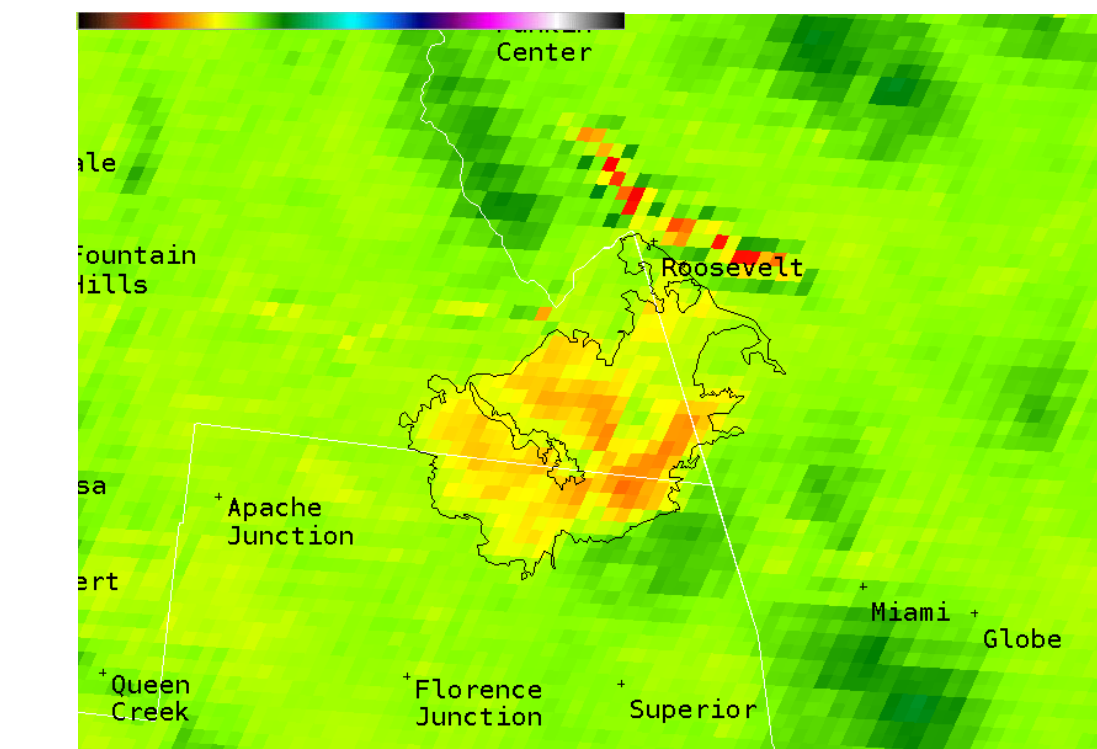 Center
ale
Fountain
Hills
Roosevelt
sa
Apache
Junction
ert
Miami
Globe
Queen
Creek
Florence
Junction
Superior